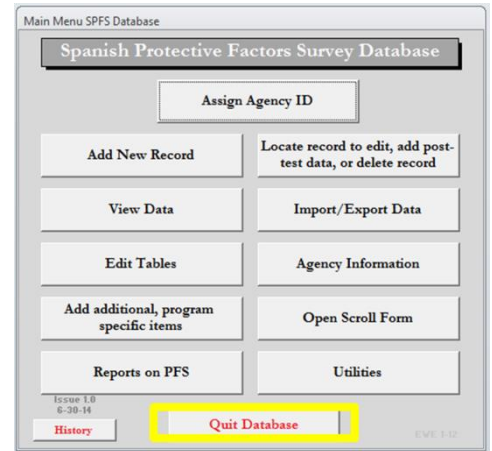 Main Menu SPFS Database
Spanish Protective Factors Survey Database
Assign Agency ID
Add New Record
Locate record to edit, add post-
test data, or delete record
View Data
Import/Export Data
Edit Tables
Agency Information
Add additional, program
specific items
Open Scroll Form
Reports on PFS
Utilities
Issue 1.0
6-30-14
History
Quit Database